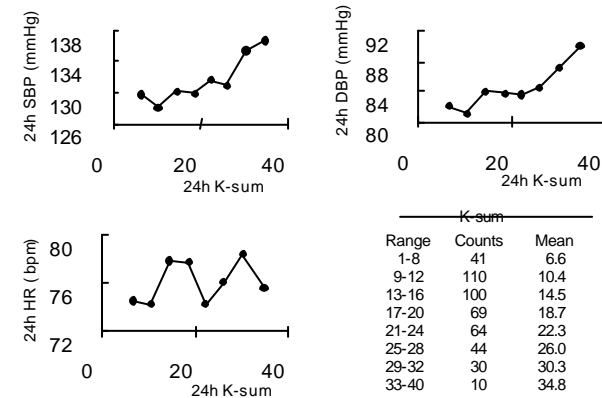 24h SBP (mmHg)
138
134
130
126
0 20 40
24h K-sum
24h DBP (mmHg)
92
88
84
80
0 20 40
24h K-sum
24h HR ( bpm)
80
76
72
0 20 40
24h K-sum
K-sum
Range Counts Mean
1-8 41 6.6
9-12 110 10.4
13-16 100 14.5
17-20 69 18.7
21-24 64 22.3
25-28 44 26.0
29-32 30 30.3
33-40 10 34.8